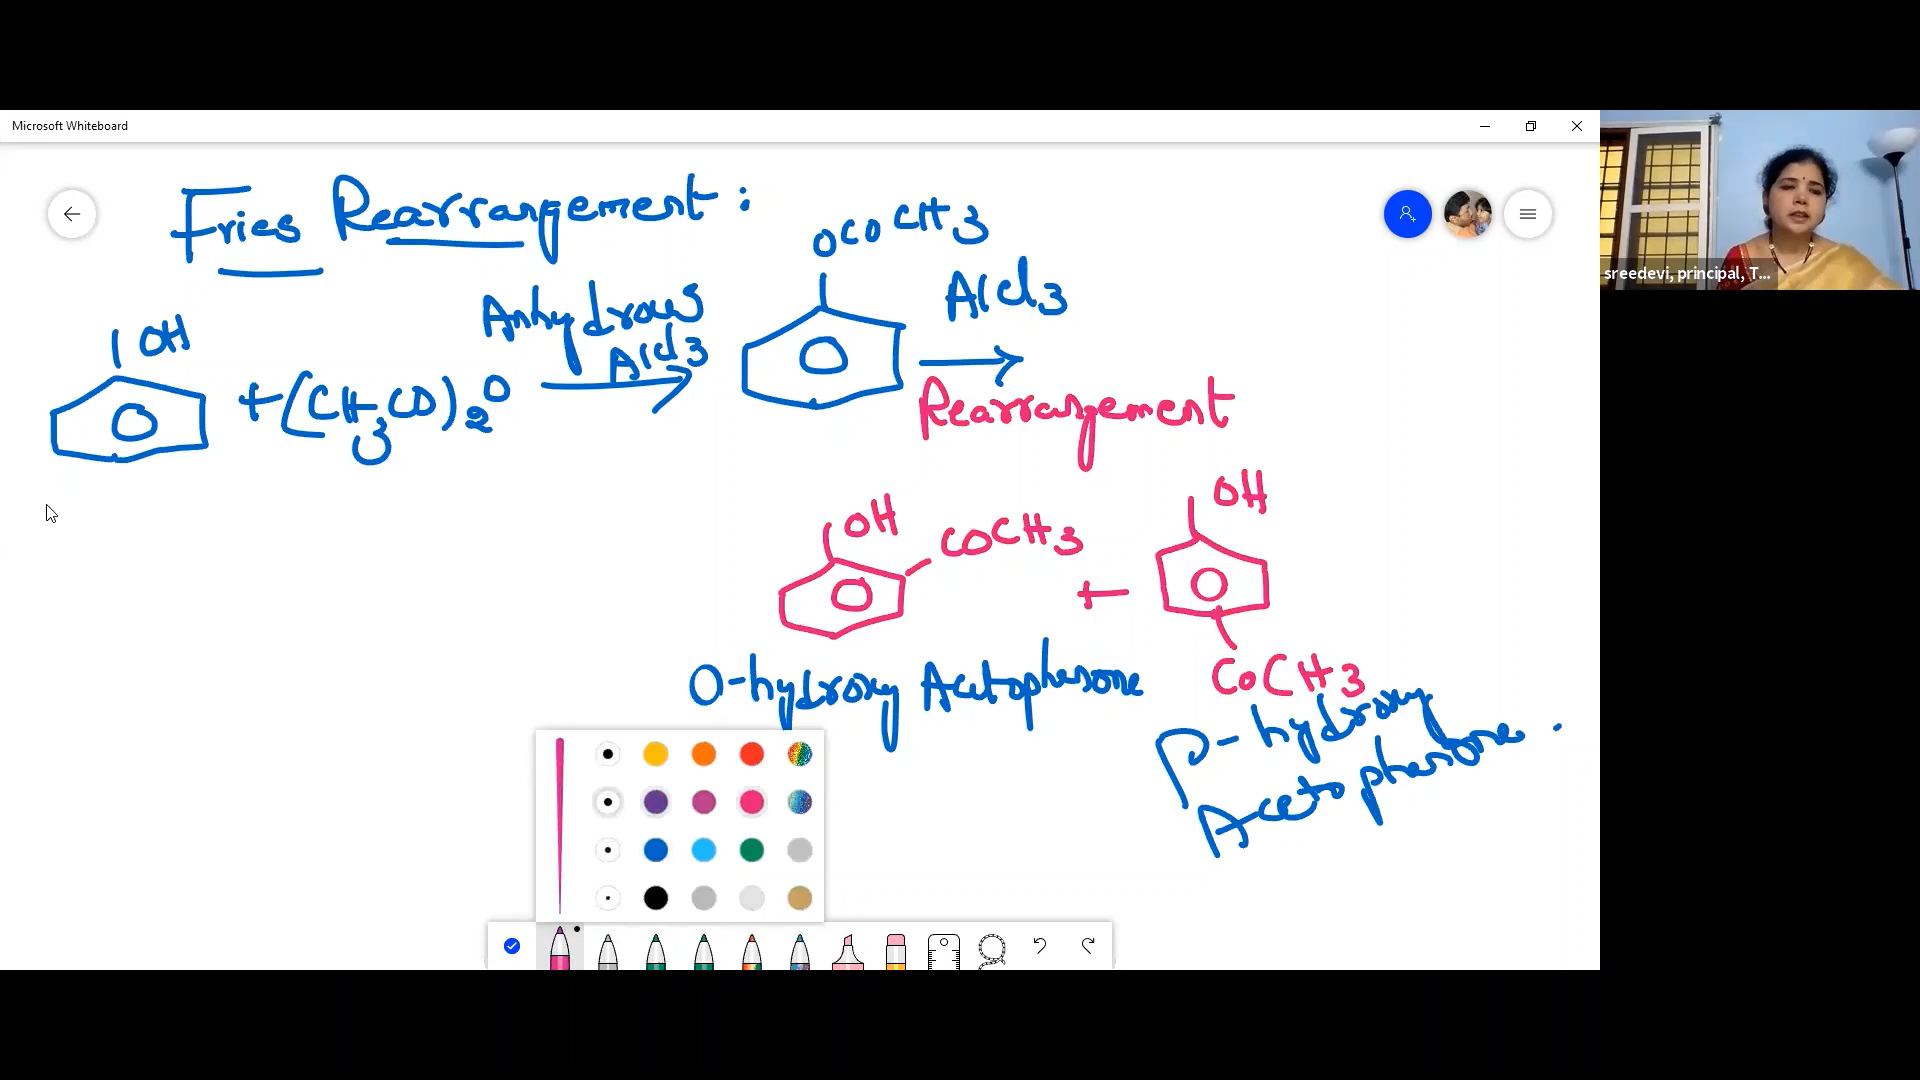 Microsoft Whiteboard
Fries Rearrangement :
OCOCH3
OH
+ (CH3CO)2O
Anhydrous
AlCl3
AlCl3
Rearrangement
OH
COCH3
+
OH
COCH3
O-hydroxy Acetophenone
P-hydroxy
Acetophenone .
sreedevi, principal, T...